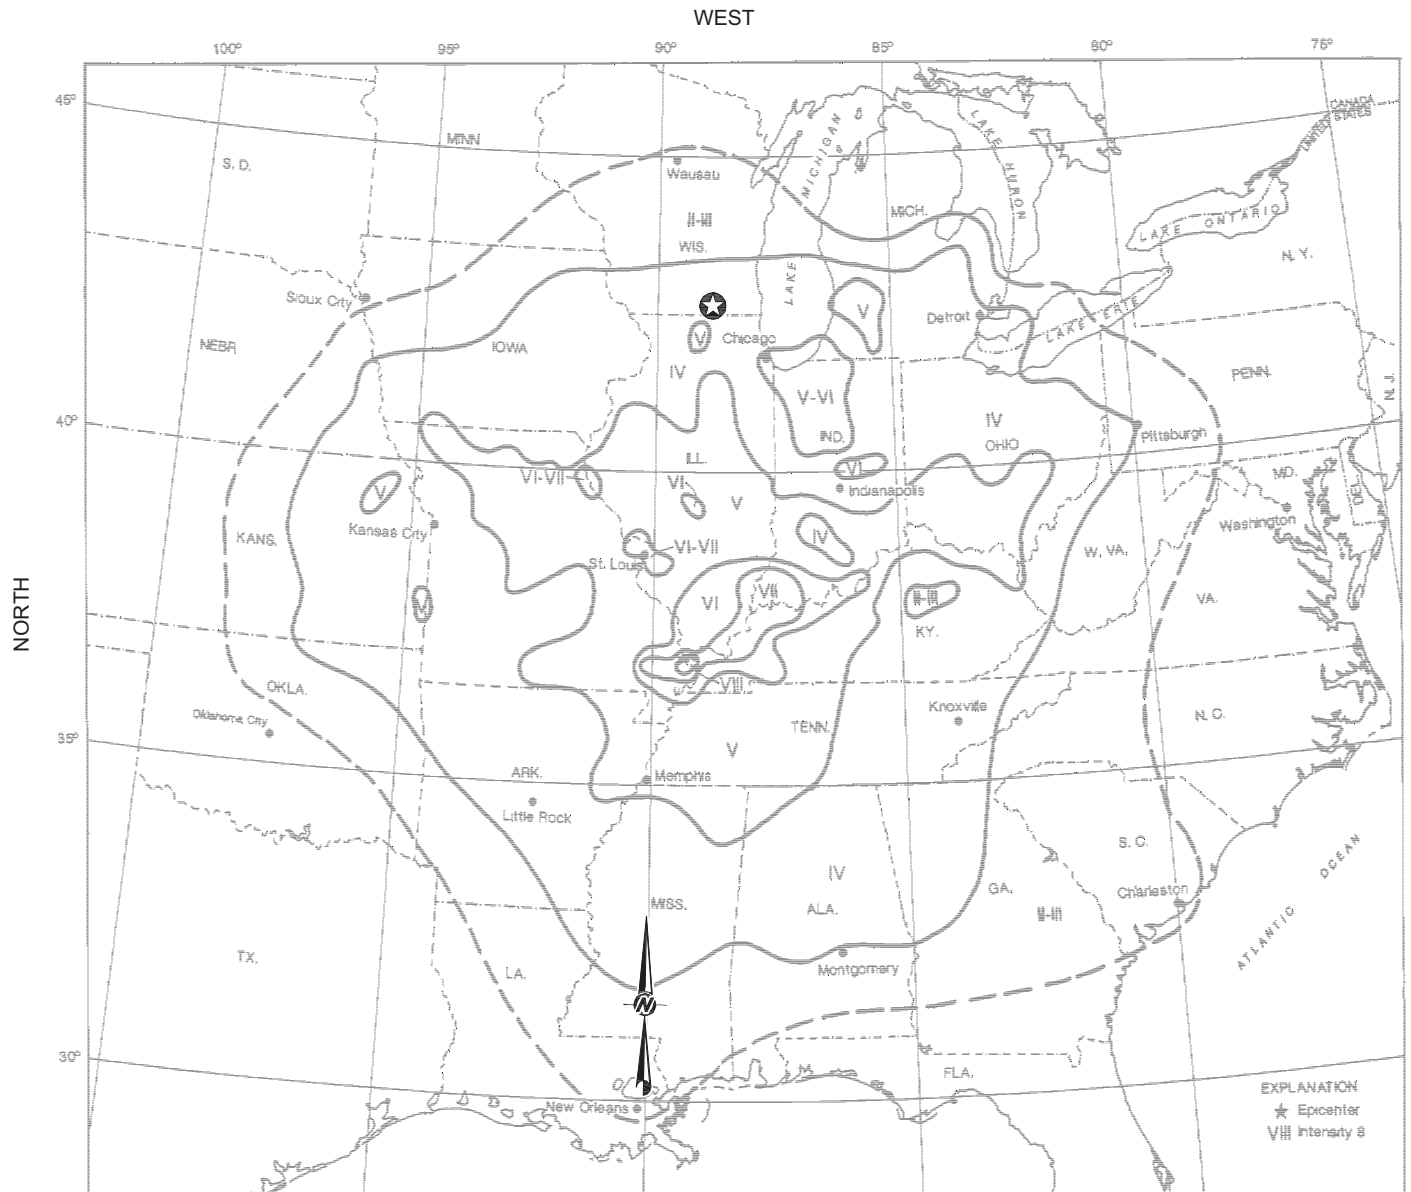 WEST
100° 95° 90° 85° 80° 75°
45°
CANADA
UNITED STATES
MINN
S. D.
Wausau
LAKE MICHIGAN
LAKE HURON
II-III
MICH.
LAKE ONTARIO
WIS.
N. Y.
Sioux City
Detroit
LAKE ERIE
V
NEBR
IOWA
V
Chicago
IV
PENN.
N.J.
V-VI
40°
IV
IND.
OHIO
Pittsburgh
ILL.
VI
MD.
VI-VII
VI
Indianapolis
V
V
DEL
Kansas City
Washington
KANS.
IV
VI-VII
W. VA.
St. Louis
VII
NORTH
V
VI
II-III
VA.
KY.
OKLA.
VIII
Oklahoma City
Knoxville
N. C.
TENN.
35°
V
ARK.
Memphis
Little Rock
S. C.
ATLANTIC OCEAN
IV
Charleston
GA.
MISS.
ALA.
II-III
TX.
LA.
Montgomery
N
30°
FLA.
New Orleans
EXPLANATION
Epicenter
VIII Intensity 8